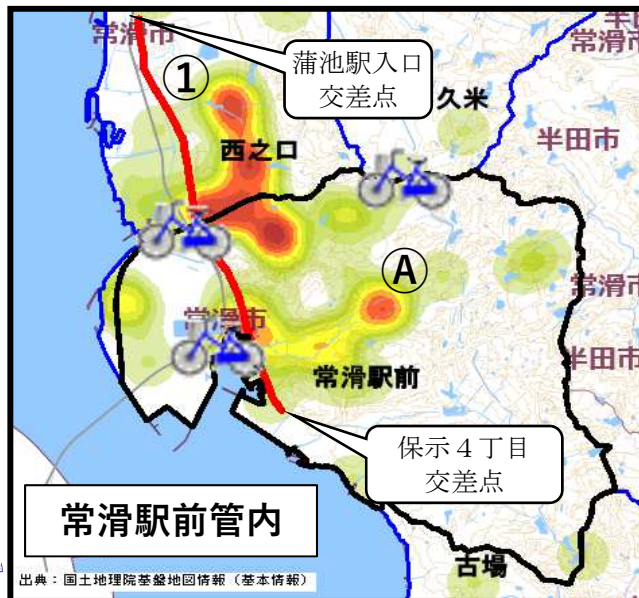 常滑市
半田市
常滑市
蒲池駅入口
交差点
①
久米
半田市
西之口
Ⓐ
常滑市
常滑市
半田市
常滑駅前
保示４丁目
交差点
常滑駅前管内
古場
出典：国土地理院基盤地図情報（基本情報）